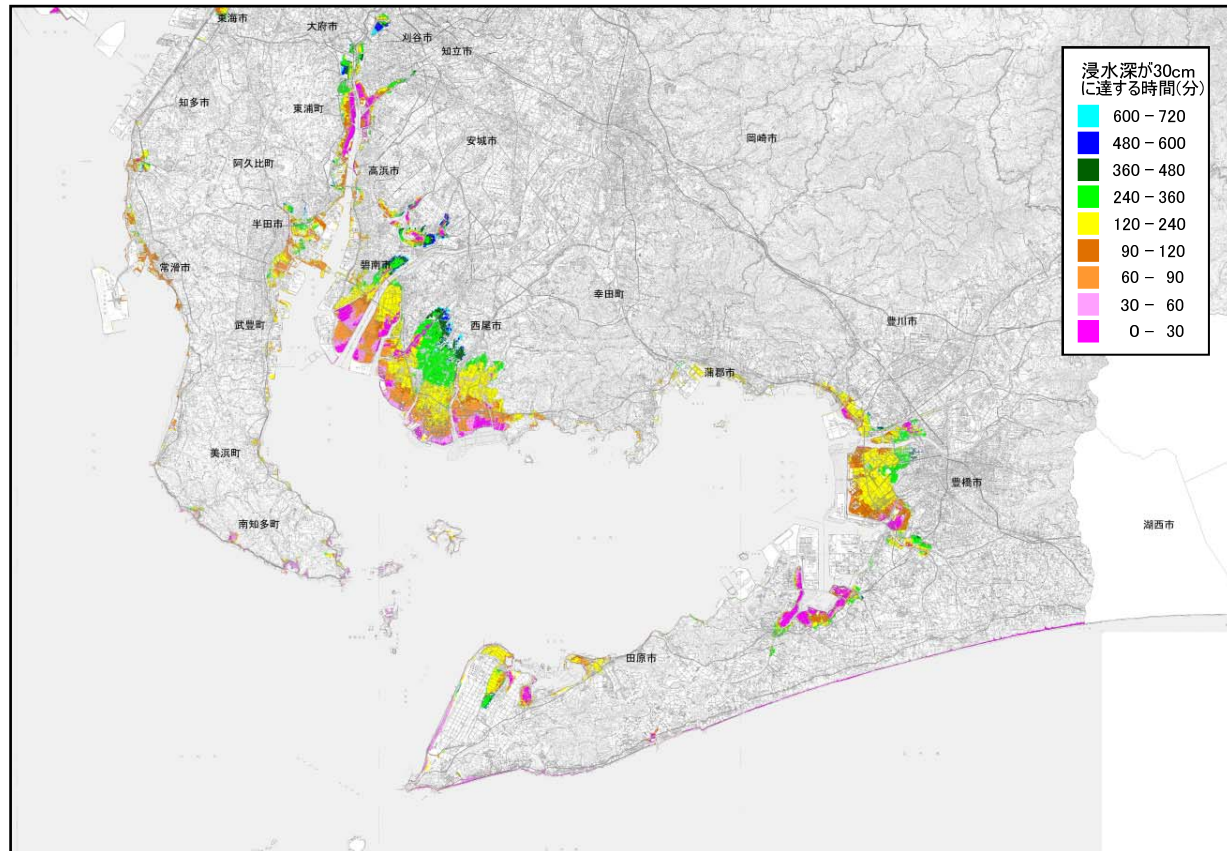 東海市
大府市
刈谷市
知立市
知多市
東浦町
安城市
岡崎市
阿久比町
高浜市
半田市
碧南市
常滑市
幸田町
武豊町
西尾市
豊川市
蒲郡市
美浜町
豊橋市
南知多町
湖西市
田原市
浸水深が30cm
に達する時間(分)
600－720
480－600
360－480
240－360
120－240
90－120
60－90
30－60
0－30